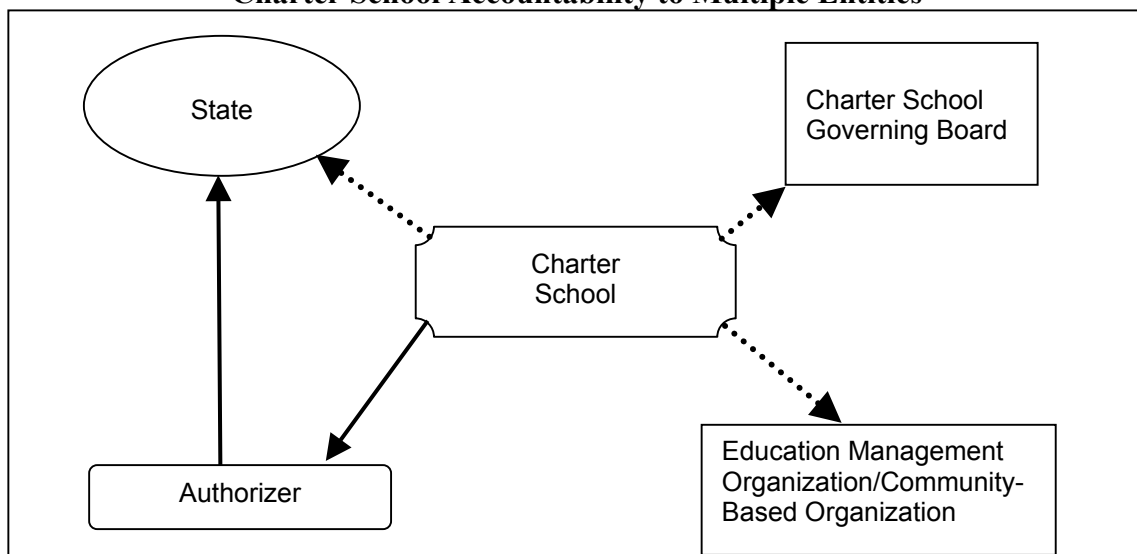 Charter School Accountability to Multiple Entities
State
Charter School
Governing Board
Charter
School
Authorizer
Education Management
Organization/Community-
Based Organization